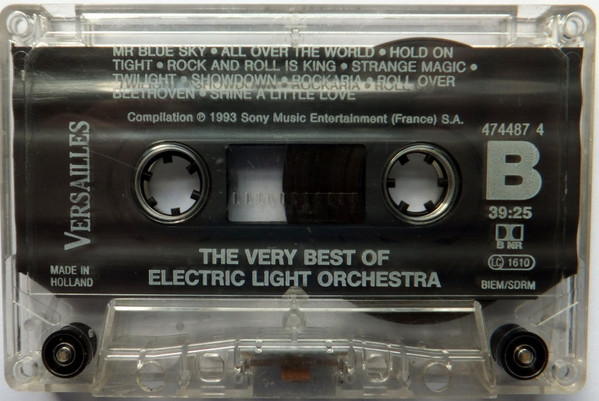 MR BLUE SKY • ALL OVER THE WORLD • HOLD ON
TIGHT • ROCK AND ROLL IS KING • STRANGE MAGIC •
TWILIGHT • SHOWDOWN • ROCKARIA • ROLL OVER
BEETHOVEN • SHINE A LITTLE LOVE
Compilation ℗ 1993 Sony Music Entertainment (France) S.A.
474487 4
VERSAILLES
B
39:25
B NR
LC 1610
THE VERY BEST OF
ELECTRIC LIGHT ORCHESTRA
MADE IN
HOLLAND
BIEM/SDRM